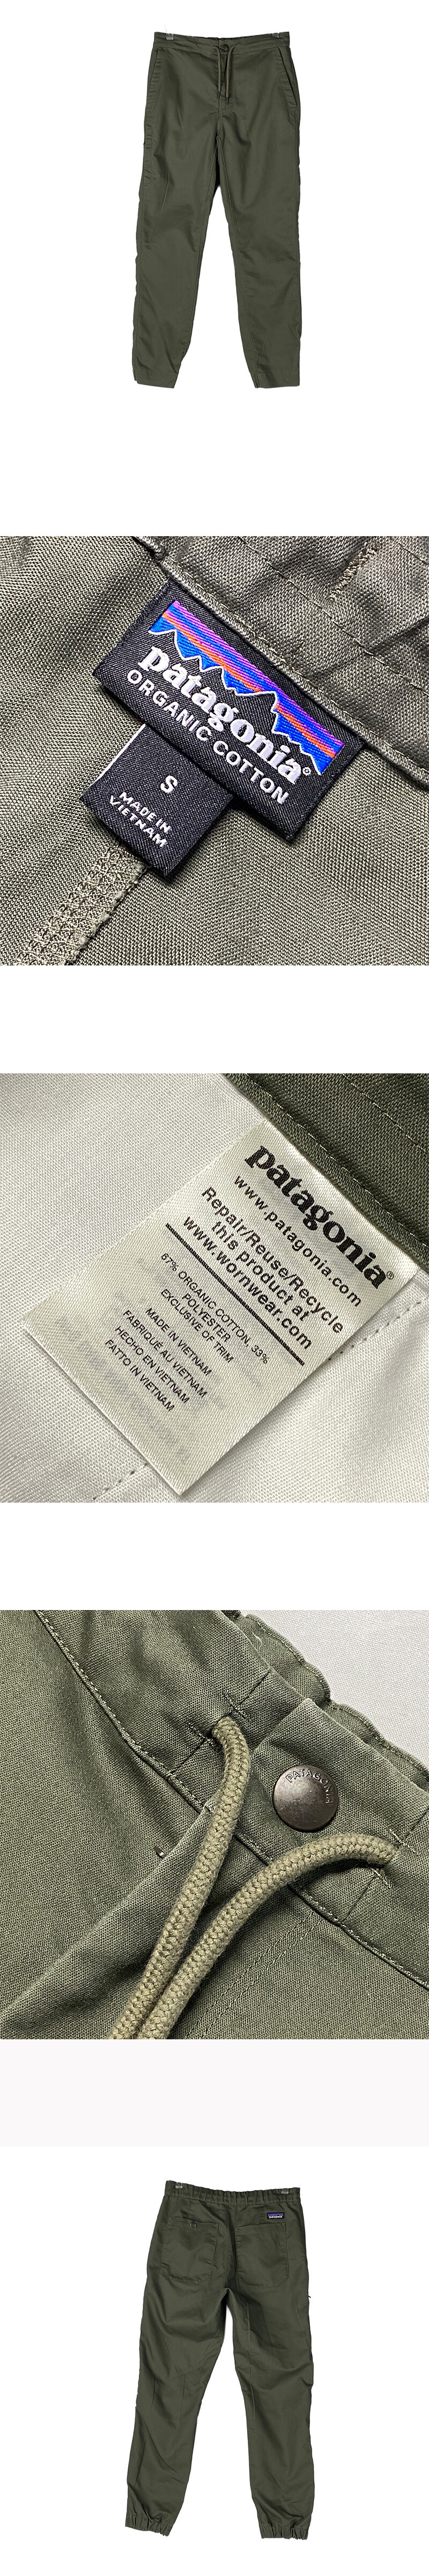 patagonia®
ORGANIC COTTON
S
MADE IN
VIETNAM
patagonia®
www.patagonia.com
Repair/Reuse/Recycle
this product at
www.wornwear.com
67% ORGANIC COTTON, 33%
POLYESTER
EXCLUSIVE OF TRIM
MADE IN VIETNAM
FABRIQUÉ AU VIETNAM
HECHO EN VIETNAM
FATTO IN VIETNAM
PATAGONIA